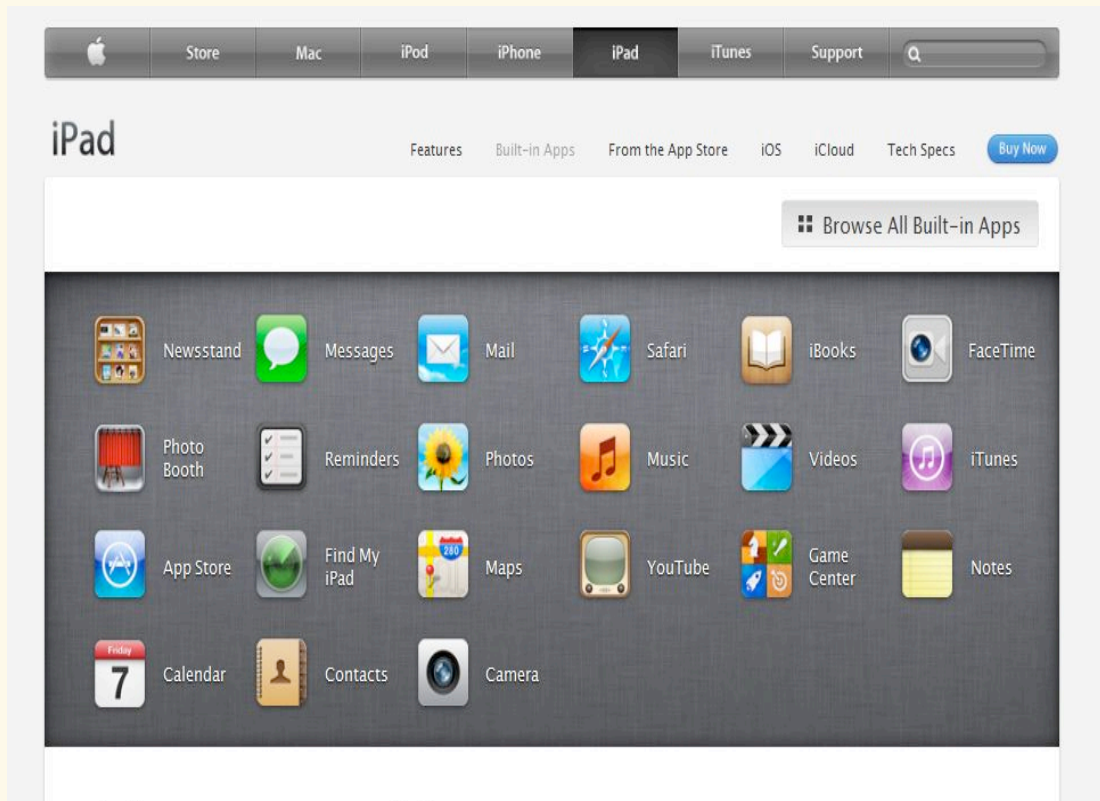 Store Mac iPod iPhone iPad iTunes Support
iPad
Features Built-in Apps From the App Store iOS iCloud Tech Specs Buy Now
Browse All Built-in Apps
Newsstand Messages Mail Safari iBooks FaceTime
Photo Booth Reminders Photos Music Videos iTunes
280
App Store Find My iPad Maps YouTube Game Center Notes
Friday
7 Calendar Contacts Camera